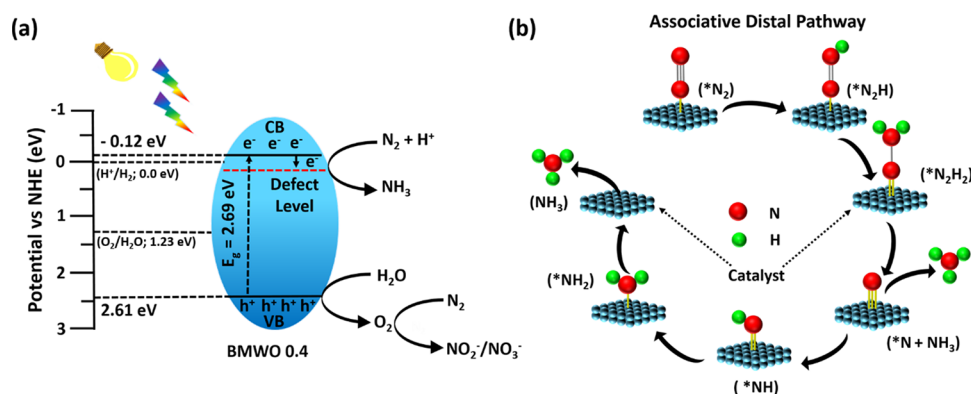 (a)
Potential vs NHE (eV)
-1
0
1
2
3
- 0.12 eV
(H⁺/H₂; 0.0 eV)
(O₂/H₂O; 1.23 eV)
2.61 eV
CB
e⁻ e⁻ e⁻
e⁻
Defect
Level
E₉ = 2.69 eV
h⁺ h⁺ h⁺ h⁺
VB
BMWO 0.4
N₂ + H⁺
NH₃
H₂O
O₂
N₂
NO₂⁻/NO₃⁻
(b)
Associative Distal Pathway
(*N₂)
(*N₂H)
(*N₂H₂)
(*N + NH₃)
( *NH)
(*NH₂)
(NH₃)
N
H
Catalyst